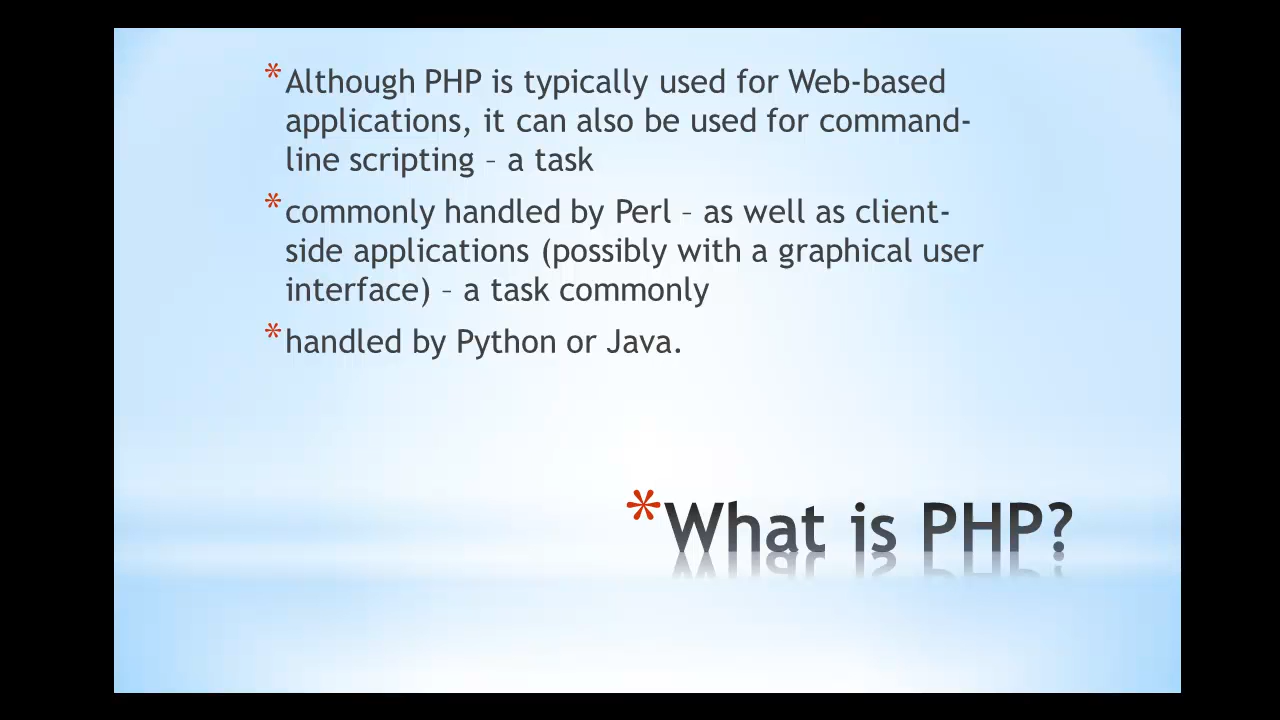 * Although PHP is typically used for Web-based
applications, it can also be used for command-
line scripting – a task
* commonly handled by Perl – as well as client-
side applications (possibly with a graphical user
interface) – a task commonly
* handled by Python or Java.
* What is PHP?